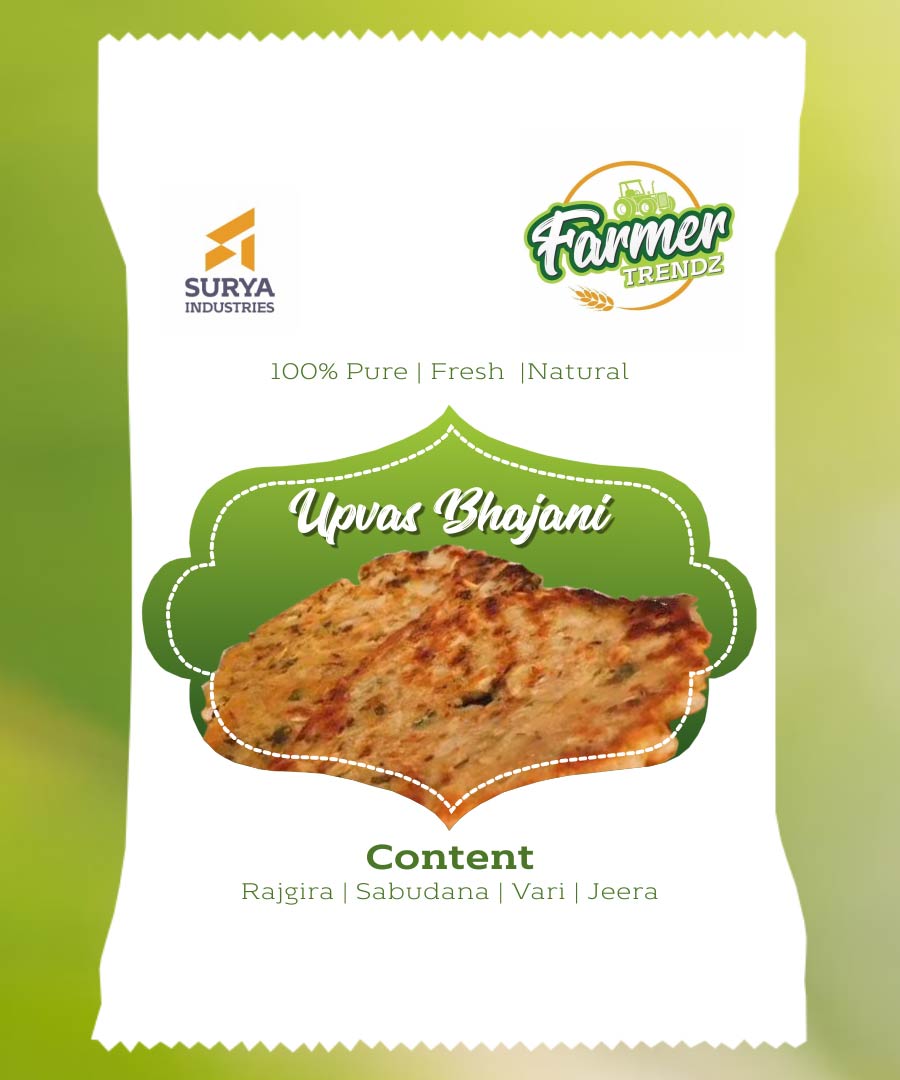 Farmer
TRENDZ
SURYA
INDUSTRIES
100% Pure | Fresh |Natural
Upvas Bhajani
Content
Rajgira | Sabudana | Vari | Jeera